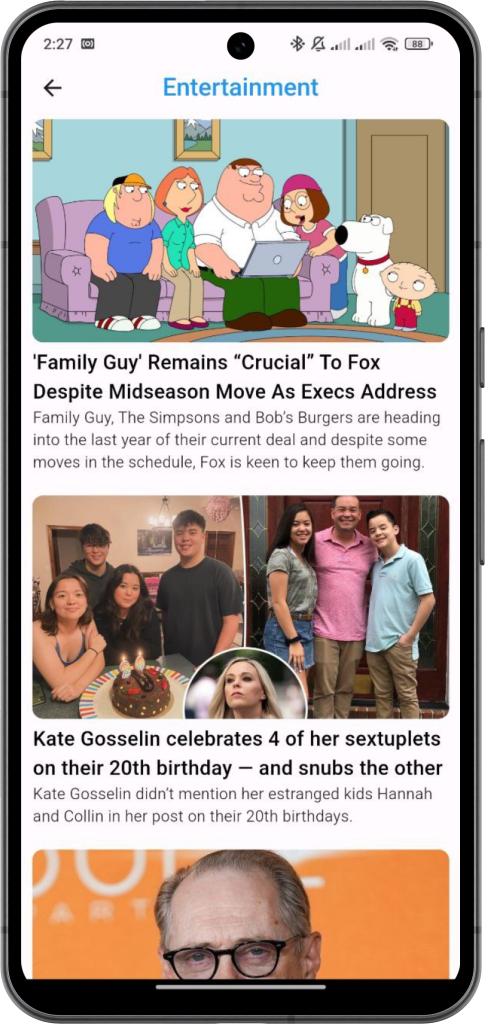 2:27
88
Entertainment
'Family Guy' Remains “Crucial” To Fox
Despite Midseason Move As Execs Address
Family Guy, The Simpsons and Bob’s Burgers are heading
into the last year of their current deal and despite some
moves in the schedule, Fox is keen to keep them going.
Kate Gosselin celebrates 4 of her sextuplets
on their 20th birthday — and snubs the other
Kate Gosselin didn’t mention her estranged kids Hannah
and Collin in her post on their 20th birthdays.
ART